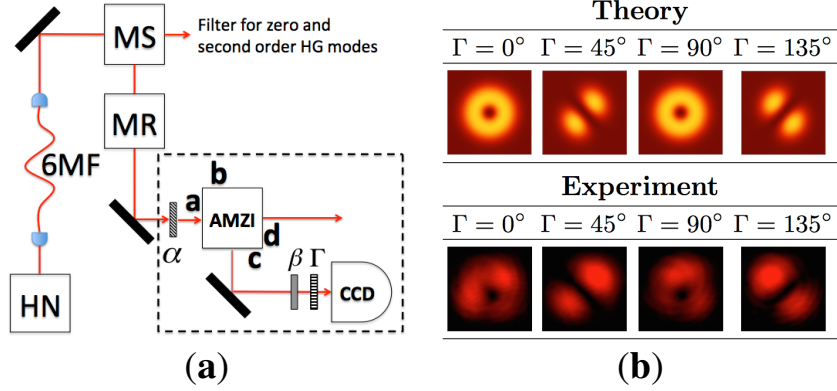 MS
Filter for zero and
second order HG modes
MR
6MF
HN
b
a
AMZI
d
c
α
β Γ
CCD
(a)
Theory
Γ = 0° Γ = 45° Γ = 90° Γ = 135°
Experiment
Γ = 0° Γ = 45° Γ = 90° Γ = 135°
(b)